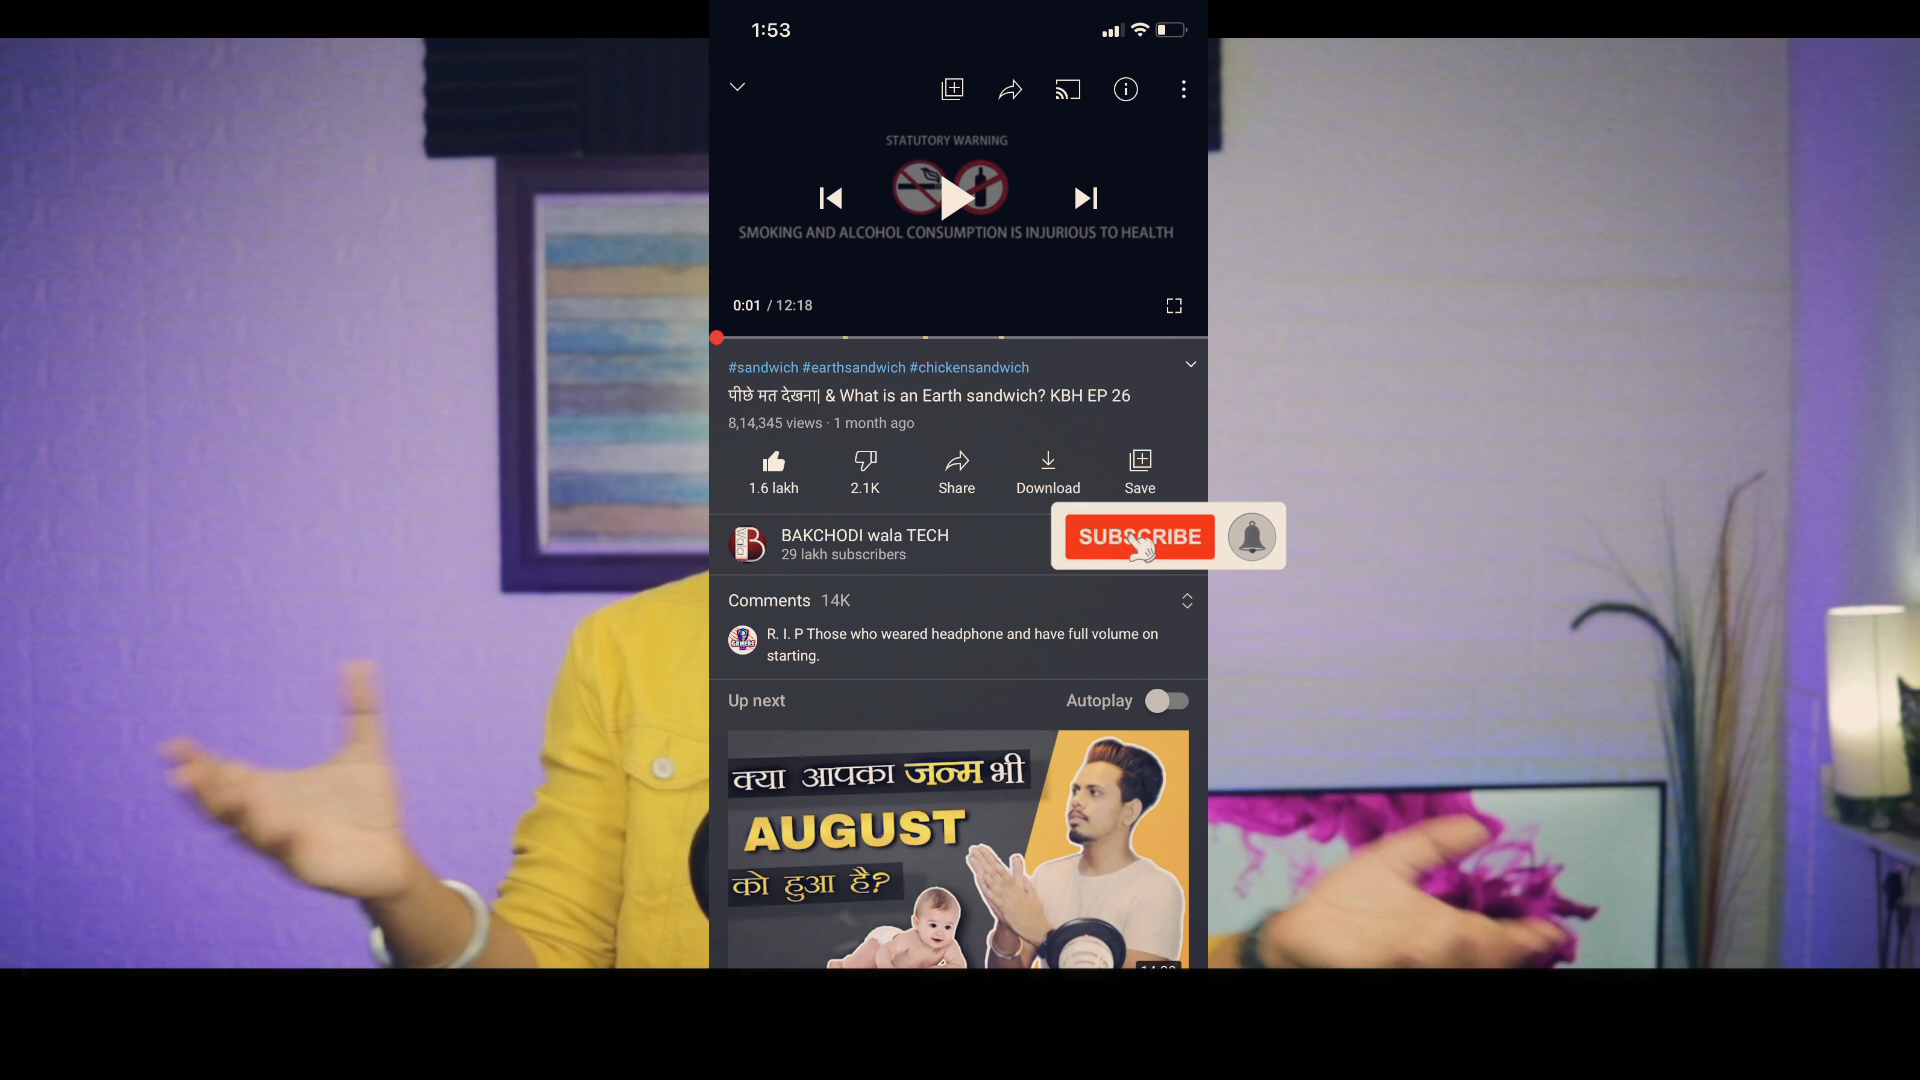 1:53
STATUTORY WARNING
SMOKING AND ALCOHOL CONSUMPTION IS INJURIOUS TO HEALTH
0:01 / 12:18
#sandwich #earthsandwich #chickensandwich
पीछे मत देखना| & What is an Earth sandwich? KBH EP 26
8,14,345 views · 1 month ago
1.6 lakh
2.1K
Share
Download
Save
BAKCHODI wala TECH
29 lakh subscribers
SUBSCRIBE
Comments 14K
R. I. P Those who weared headphone and have full volume on
starting.
Up next
Autoplay
क्या आपका जन्म भी
AUGUST
को हुआ है?